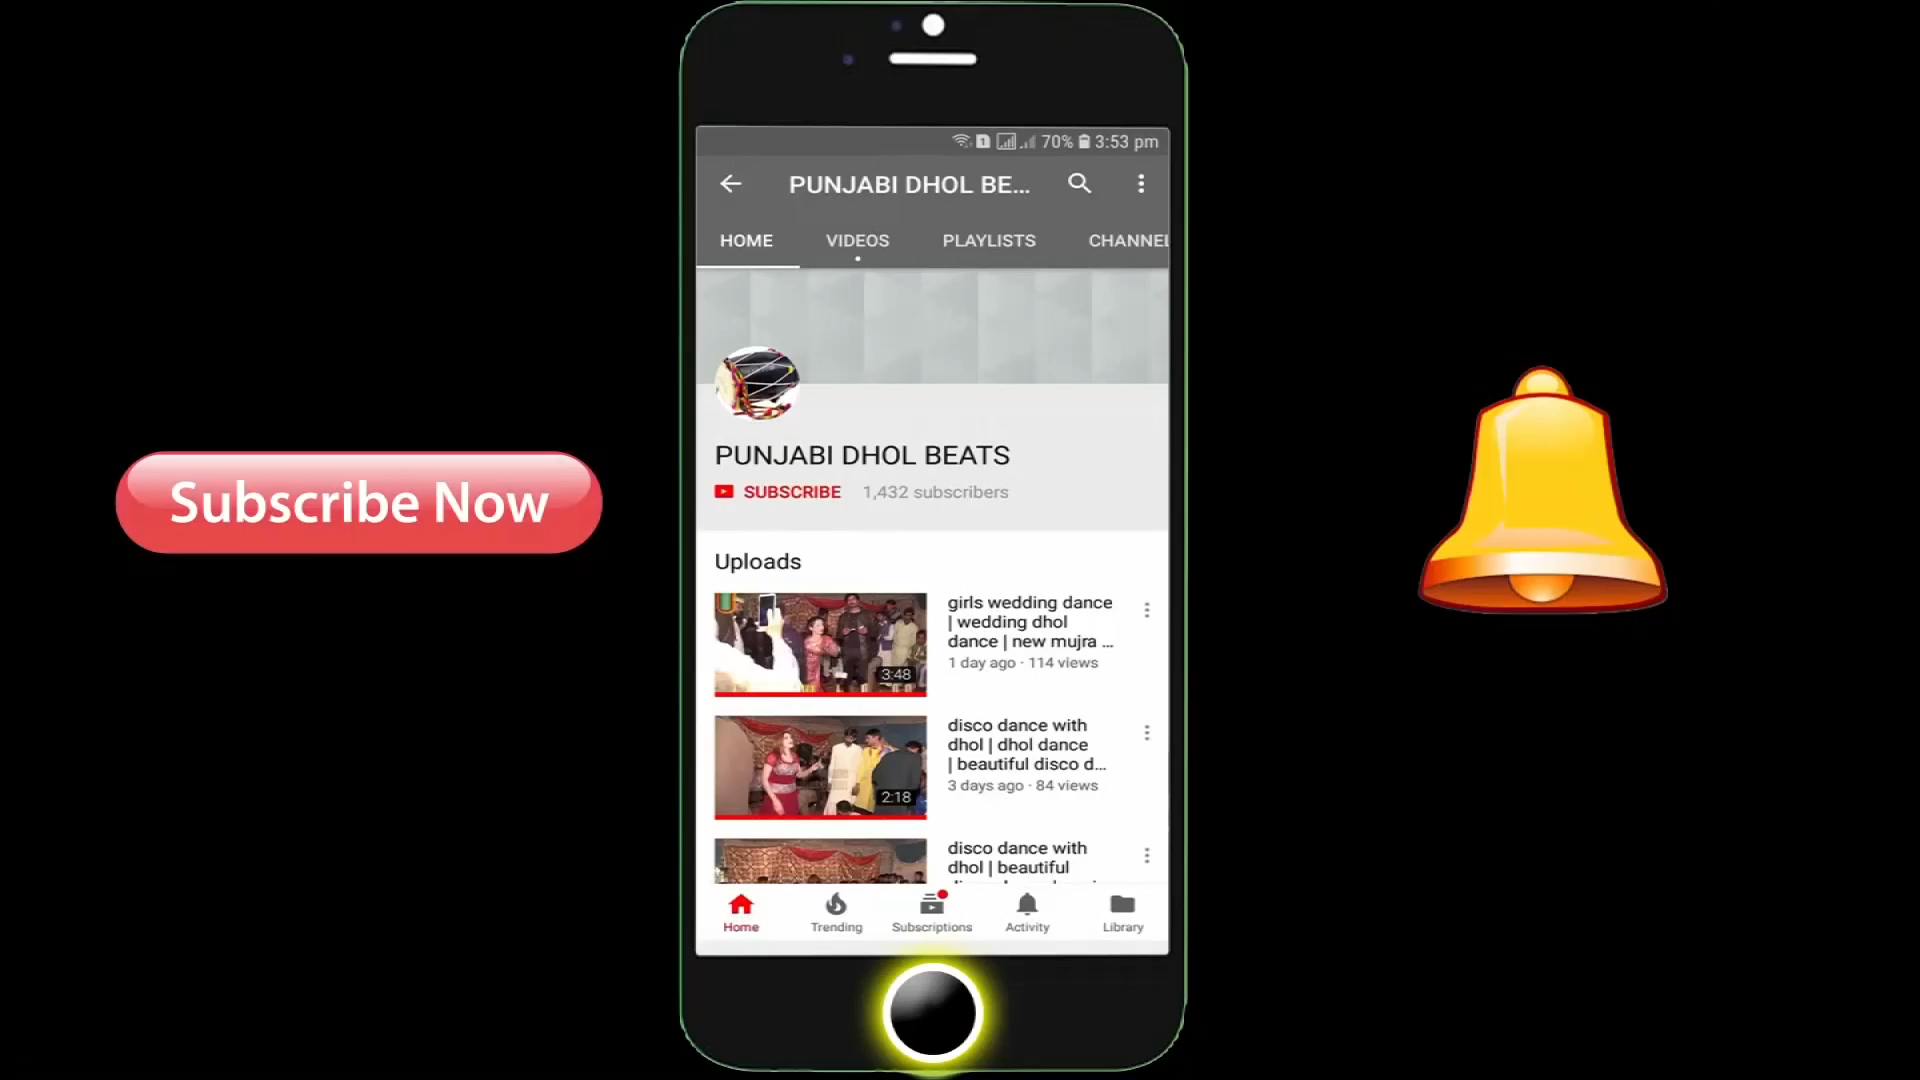 70% 3:53 pm
PUNJABI DHOL BE...
HOME VIDEOS PLAYLISTS CHANNEL
PUNJABI DHOL BEATS
SUBSCRIBE 1,432 subscribers
Subscribe Now
Uploads
girls wedding dance
| wedding dhol
dance | new mujra ...
1 day ago · 114 views
3:48
disco dance with
dhol | dhol dance
| beautiful disco d...
3 days ago · 84 views
2:18
disco dance with
dhol | beautiful
Home Trending Subscriptions Activity Library